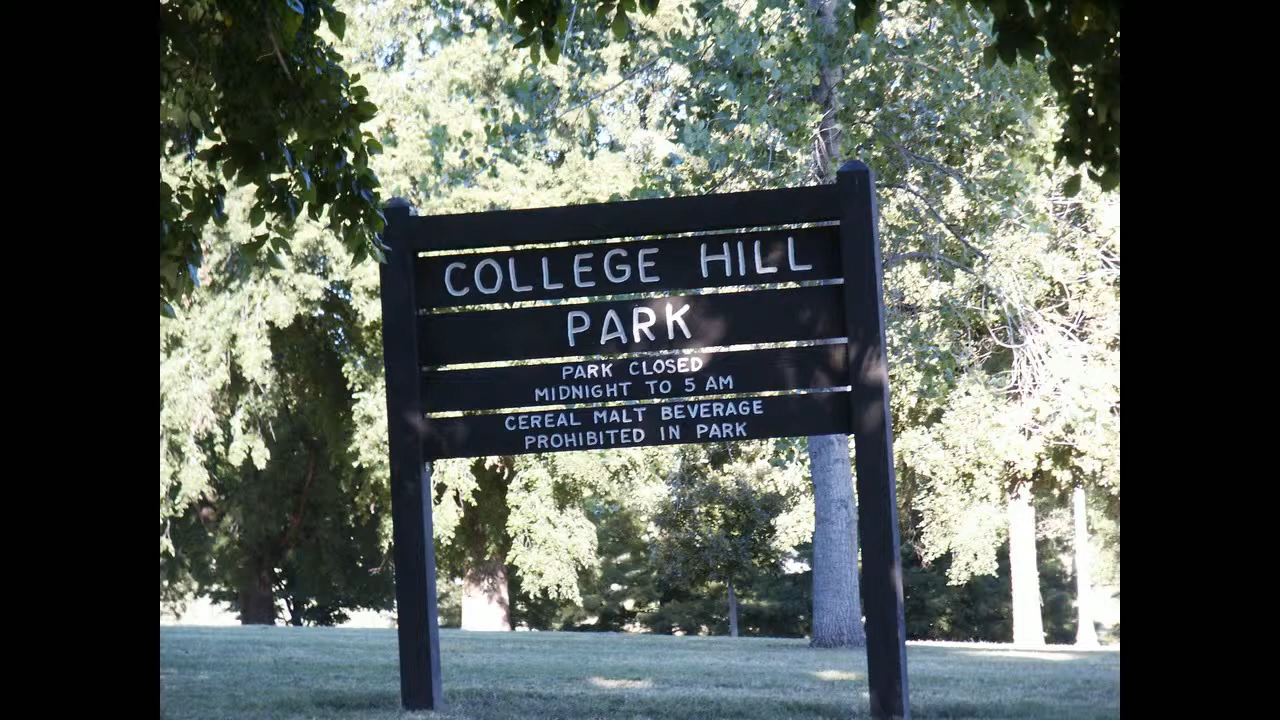 COLLEGE HILL
PARK
PARK CLOSED
MIDNIGHT TO 5 AM
CEREAL MALT BEVERAGE
PROHIBITED IN PARK